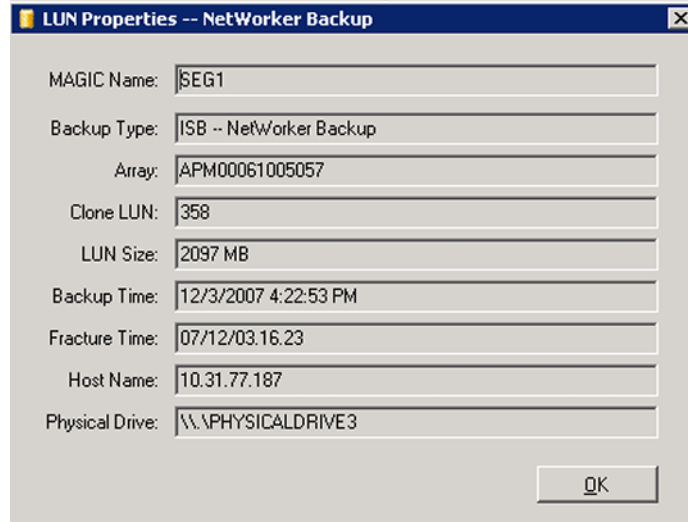 LUN Properties -- NetWorker Backup
MAGIC Name: SEG1
Backup Type: ISB -- NetWorker Backup
Array: APM00061005057
Clone LUN: 358
LUN Size: 2097 MB
Backup Time: 12/3/2007 4:22:53 PM
Fracture Time: 07/12/03.16.23
Host Name: 10.31.77.187
Physical Drive: \\.\PHYSICALDRIVE3
OK